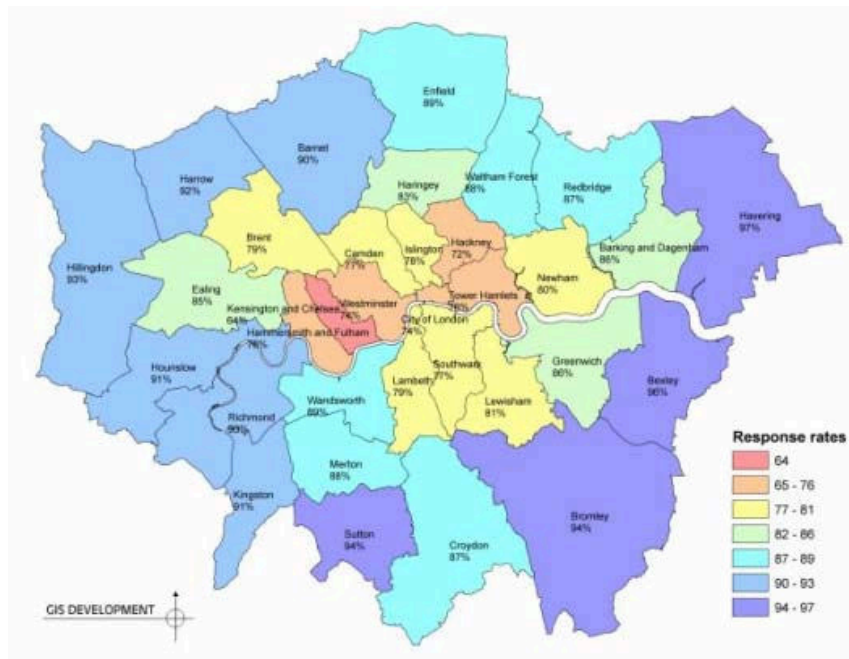 Enfield
89%
Barnet
90%
Harrow
92%
Haringey
83%
Waltham Forest
88%
Redbridge
87%
Havering
97%
Hillingdon
93%
Brent
79%
Camden
77%
Islington
78%
Hackney
72%
Barking and Dagenham
86%
Newham
80%
Ealing
85%
Kensington and Chelsea
64%
Westminster
74%
Tower Hamlets
City of London
74%
Hammersmith and Fulham
76%
Hounslow
91%
Greenwich
86%
Bexley
96%
Southwark
77%
Lambeth
79%
Lewisham
81%
Wandsworth
89%
Richmond
93%
Merton
88%
Kingston
91%
Sutton
94%
Croydon
87%
Bromley
94%
Response rates
64
65 - 76
77 - 81
82 - 86
87 - 89
90 - 93
94 - 97
GIS DEVELOPMENT